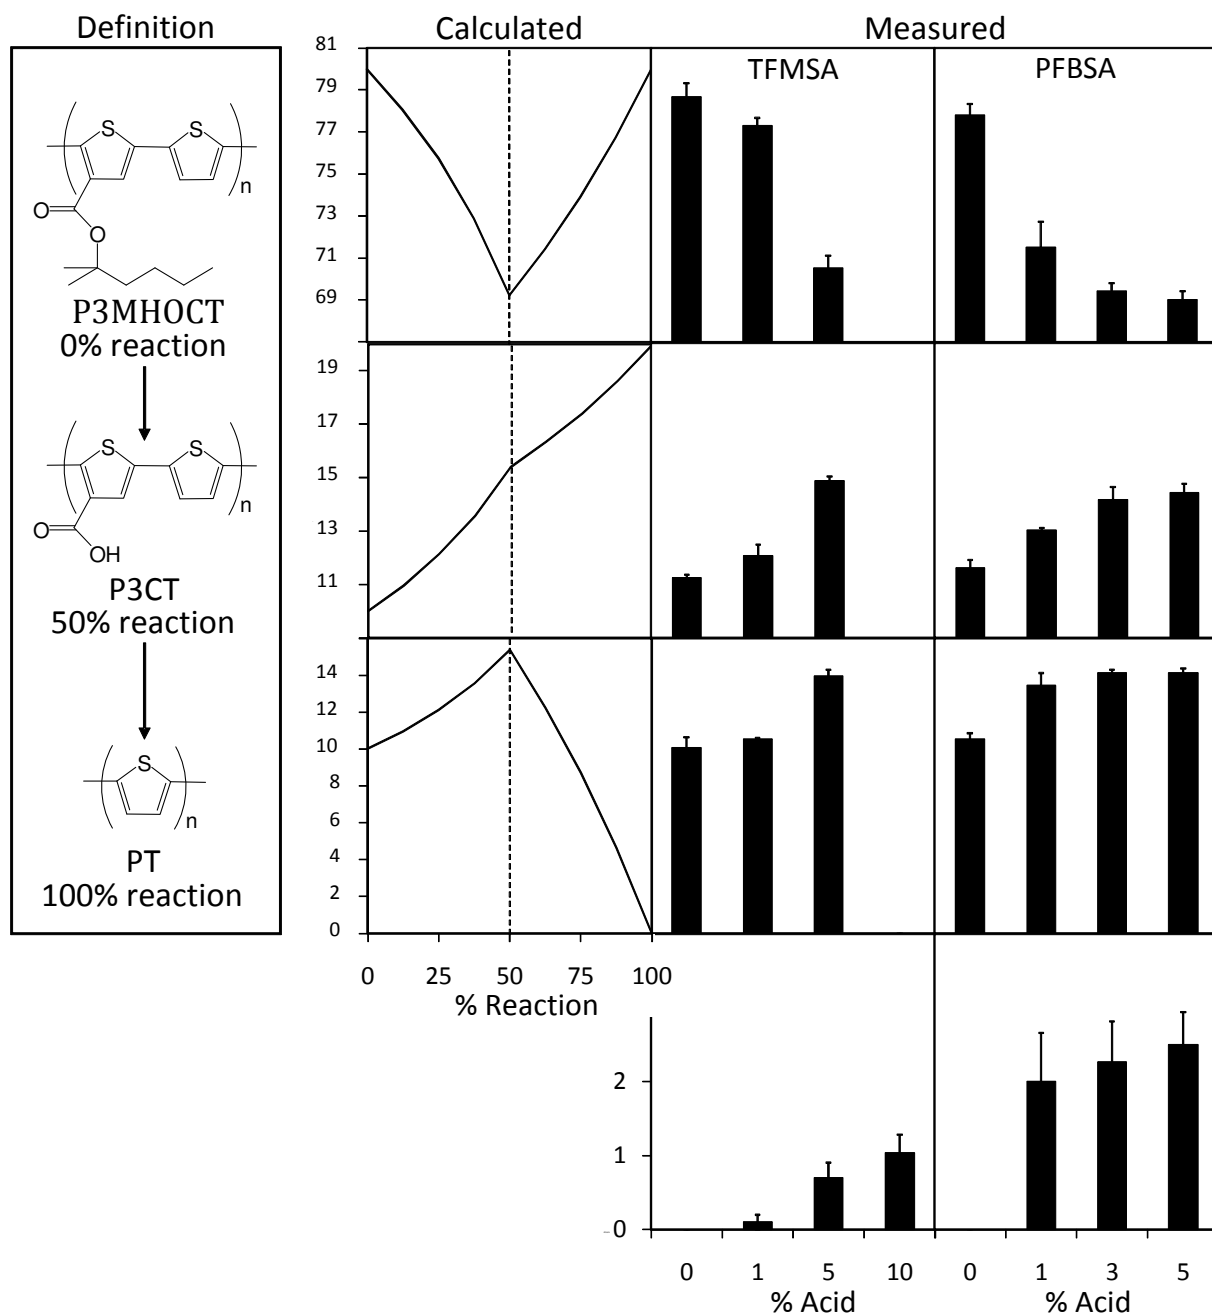 Definition
Calculated
Measured
TFMSA
PFBSA
S
S
n
O
O
P3MHOCT
0% reaction
S
S
n
O
OH
P3CT
50% reaction
S
n
PT
100% reaction
81
79
77
75
73
71
69
19
17
15
13
11
14
12
10
8
6
4
2
0
0 25 50 75 100
% Reaction
2
1
0
0 1 5 10
% Acid
0 1 3 5
% Acid